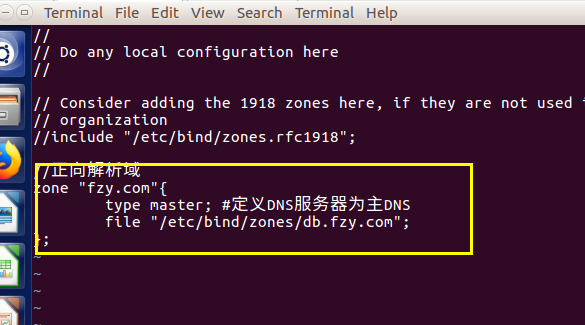 Terminal File Edit View Search Terminal Help
//
// Do any local configuration here
//
// Consider adding the 1918 zones here, if they are not used i
// organization
//include "/etc/bind/zones.rfc1918";
//正向解析域
zone "fzy.com"{
type master; #定义DNS服务器为主DNS
file "/etc/bind/zones/db.fzy.com";
};
~
~
~
~